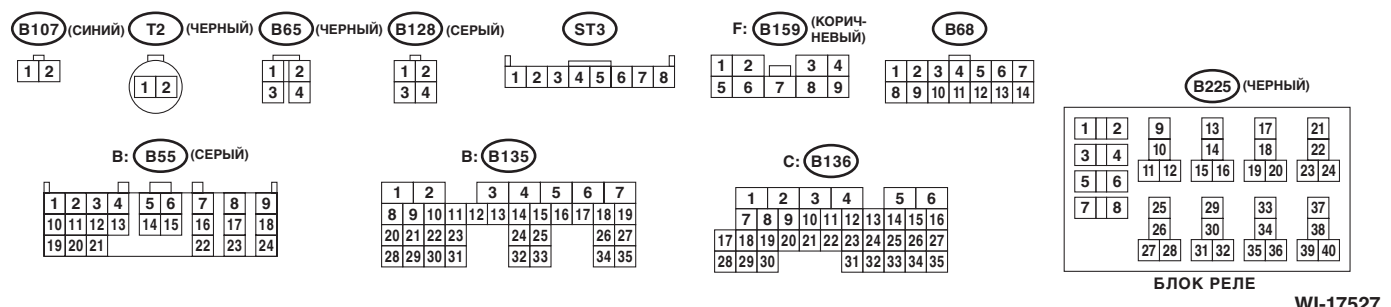 B107 (СИНИЙ) T2 (ЧЕРНЫЙ) B65 (ЧЕРНЫЙ) B128 (СЕРЫЙ) ST3 F: B159 (КОРИЧ-
НЕВЫЙ) B68
1 2
1 2
1 2
3 4
1 2
3 4
1 2 3 4 5 6 7 8
1 2 3 4
5 6 7 8 9
1 2 3 4 5 6 7
8 9 10 11 12 13 14
B225 (ЧЕРНЫЙ)
1 2 9 13 17 21
3 4 10 14 18 22
5 6 11 12 15 16 19 20 23 24
7 8 25 29 33 37
26 30 34 38
27 28 31 32 35 36 39 40
БЛОК РЕЛЕ
B: B55 (СЕРЫЙ)
1 2 3 4 5 6 7 8 9
10 11 12 13 14 15 16 17 18
19 20 21 22 23 24
B: B135
1 2 3 4 5 6 7
8 9 10 11 12 13 14 15 16 17 18 19
20 21 22 23 24 25 26 27
28 29 30 31 32 33 34 35
C: B136
1 2 3 4 5 6
7 8 9 10 11 12 13 14 15 16
17 18 19 20 21 22 23 24 25 26 27
28 29 30 31 32 33 34 35
WI-17527